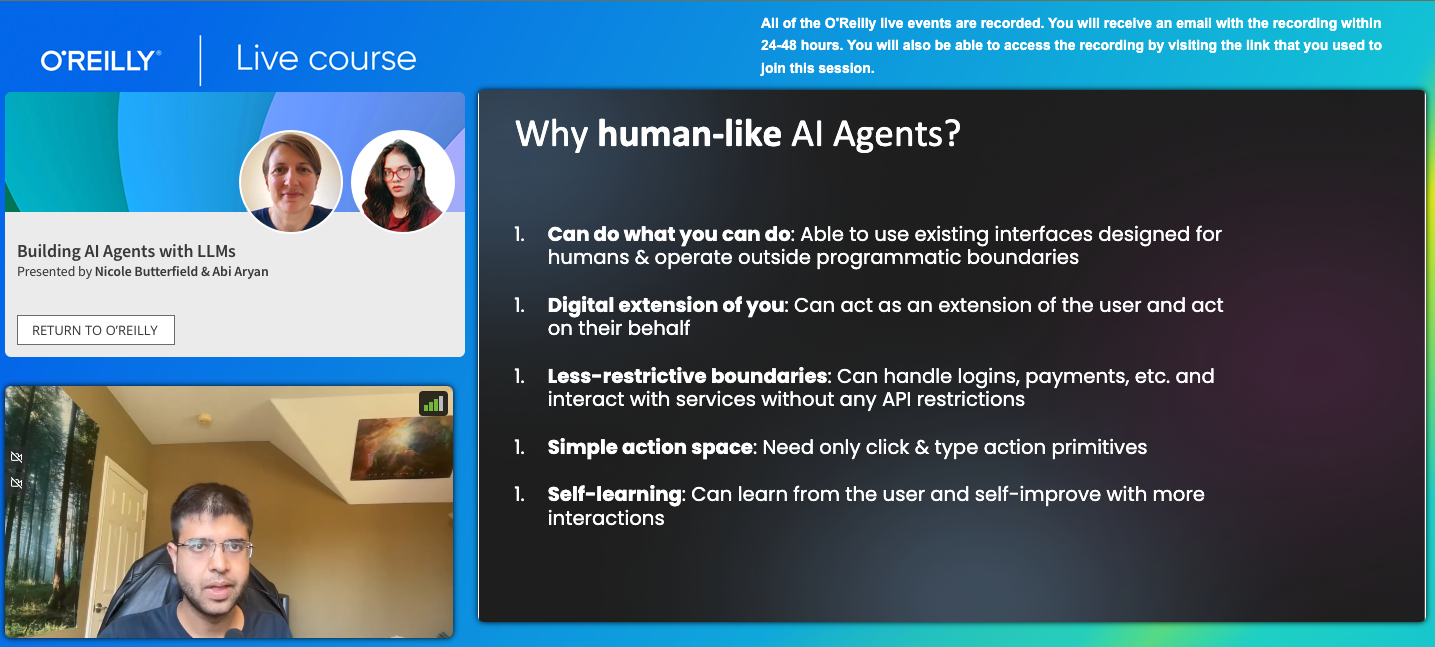 All of the O'Reilly live events are recorded. You will receive an email with the recording within
24-48 hours. You will also be able to access the recording by visiting the link that you used to
join this session.
O'REILLY®
Live course
Building AI Agents with LLMs
Presented by Nicole Butterfield & Abi Aryan
RETURN TO O'REILLY
Why human-like AI Agents?
1. Can do what you can do: Able to use existing interfaces designed for
humans & operate outside programmatic boundaries
1. Digital extension of you: Can act as an extension of the user and act
on their behalf
1. Less-restrictive boundaries: Can handle logins, payments, etc. and
interact with services without any API restrictions
1. Simple action space: Need only click & type action primitives
1. Self-learning: Can learn from the user and self-improve with more
interactions